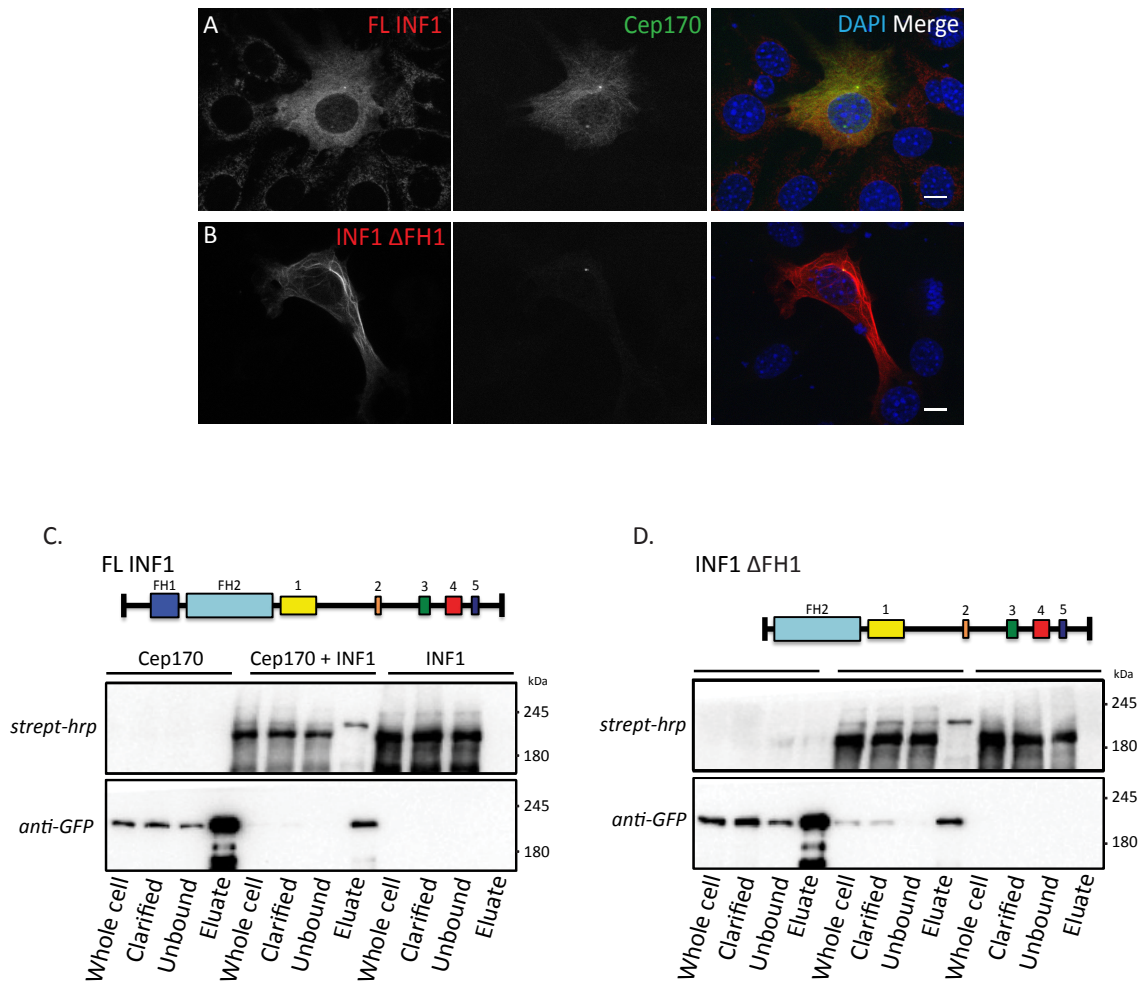 A FL INF1 Cep170 DAPI Merge
B INF1 ΔFH1
C.
FL INF1
FH1 FH2 1 2 3 4 5
Cep170 Cep170 + INF1 INF1
kDa
strept-hrp
245
180
anti-GFP
245
180
Whole cell
Clarified
Unbound
Eluate
Whole cell
Clarified
Unbound
Eluate
Whole cell
Clarified
Unbound
Eluate
D.
INF1 ΔFH1
FH2 1 2 3 4 5
kDa
strept-hrp
245
180
anti-GFP
245
180
Whole cell
Clarified
Unbound
Eluate
Whole cell
Clarified
Unbound
Eluate
Whole cell
Clarified
Unbound
Eluate